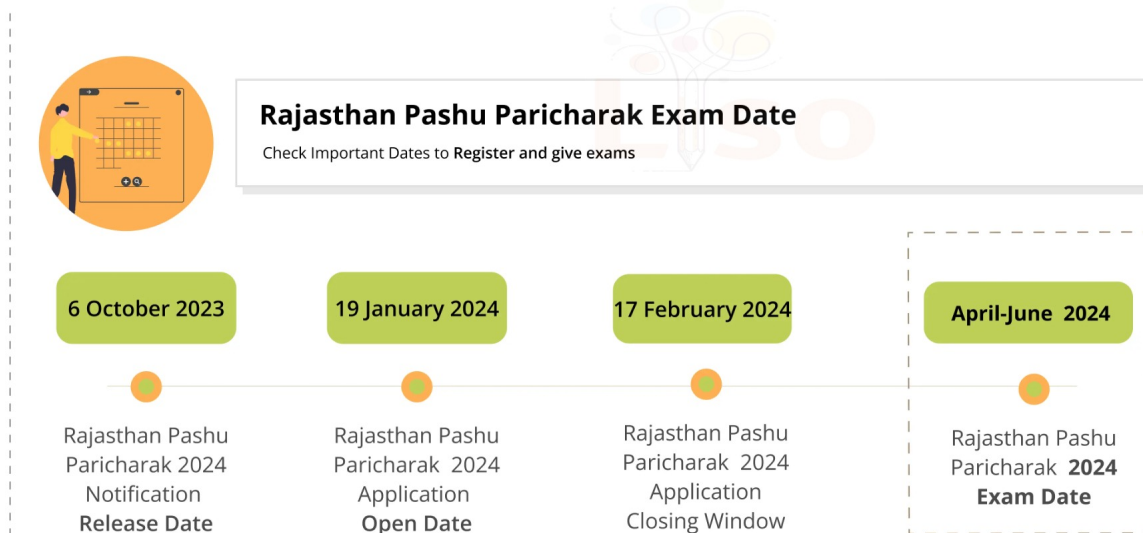 Rajasthan Pashu Paricharak Exam Date
Check Important Dates to Register and give exams
6 October 2023
Rajasthan Pashu
Paricharak 2024
Notification
Release Date
19 January 2024
Rajasthan Pashu
Paricharak 2024
Application
Open Date
17 February 2024
Rajasthan Pashu
Paricharak 2024
Application
Closing Window
April-June 2024
Rajasthan Pashu
Paricharak 2024
Exam Date